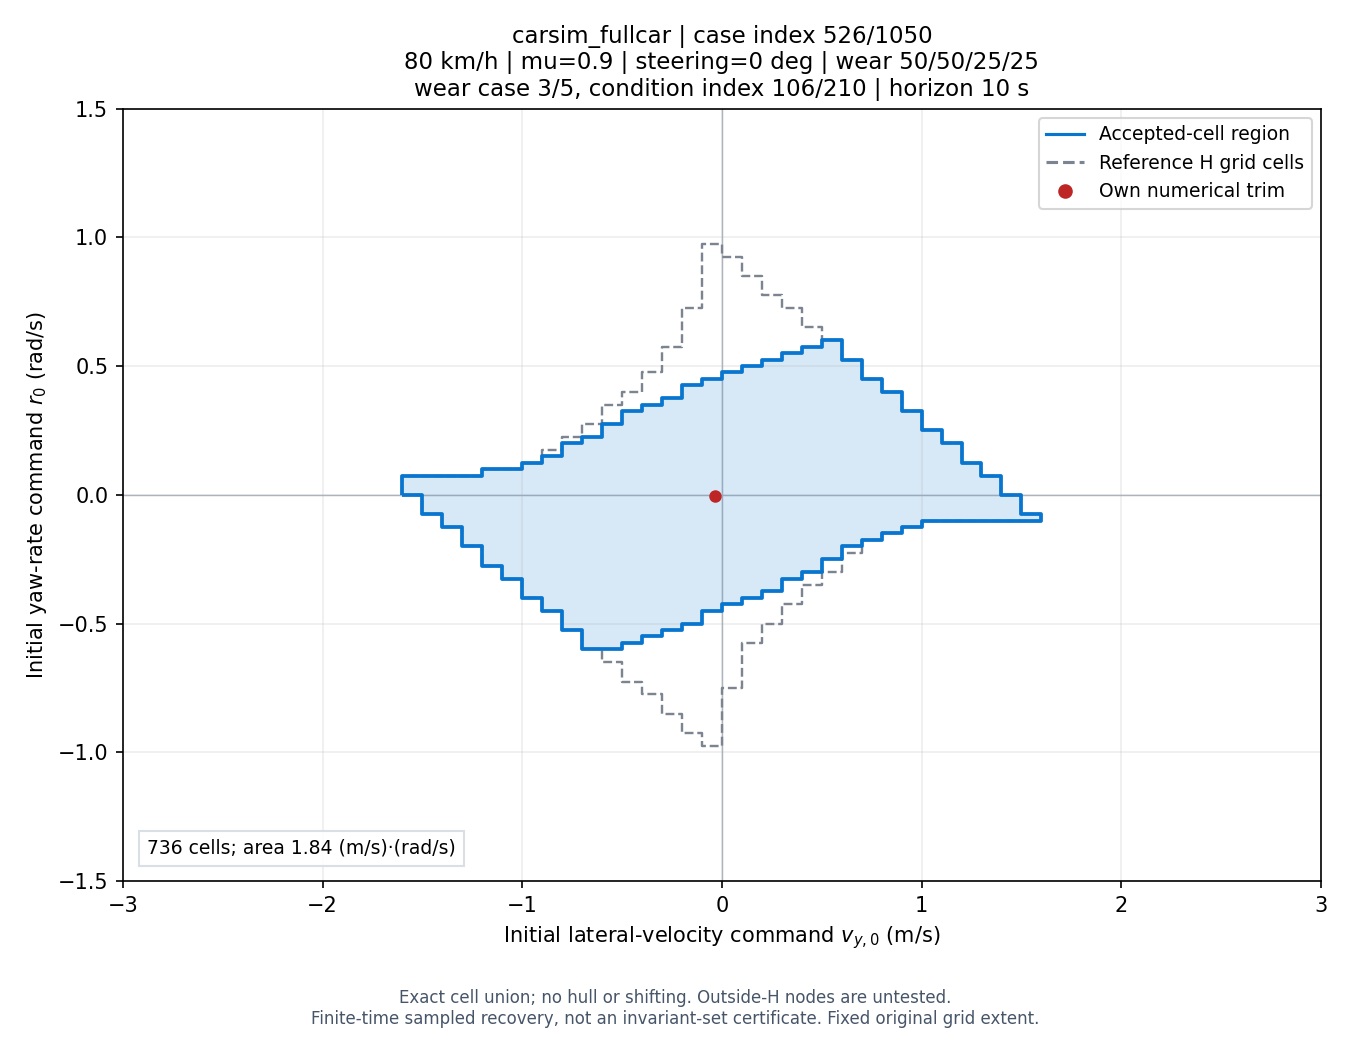 carsim_fullcar | case index 526/1050
80 km/h | mu=0.9 | steering=0 deg | wear 50/50/25/25
wear case 3/5, condition index 106/210 | horizon 10 s
Accepted-cell region
Reference H grid cells
Own numerical trim
1.5
1.0
0.5
0.0
−0.5
−1.0
−1.5
Initial yaw-rate command r0 (rad/s)
736 cells; area 1.84 (m/s)·(rad/s)
−3
−2
−1
0
1
2
3
Initial lateral-velocity command vy,0 (m/s)
Exact cell union; no hull or shifting. Outside-H nodes are untested.
Finite-time sampled recovery, not an invariant-set certificate. Fixed original grid extent.